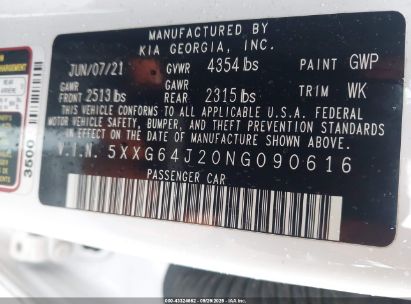 MANUFACTURED BY
KIA GEORGIA, INC.
JUN/07/21 GVWR 4354 lbs PAINT GWP
GAWR GAWR
FRONT 2513 lbs REAR 2315 lbs TRIM WK
THIS VEHICLE CONFORMS TO ALL APPLICABLE U.S.A. FEDERAL
MOTOR VEHICLE SAFETY, BUMPER, AND THEFT PREVENTION STANDARDS
IN EFFECT ON THE DATE OF MANUFACTURE SHOWN ABOVE.
V.I.N. 5XXG64J20NG090616
PASSENGER CAR
3S00